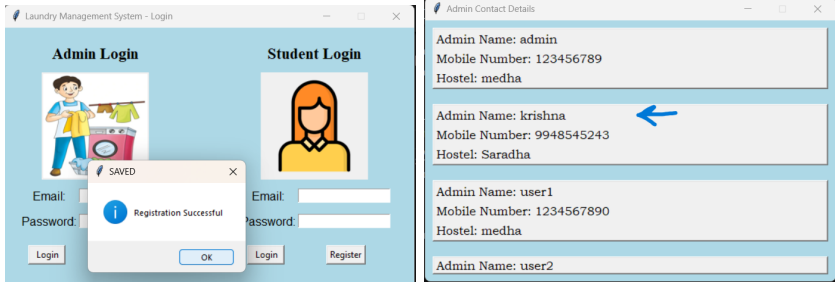 Laundry Management System - Login
Admin Login
Student Login
SAVED
Registration Successful
OK
Email:
Password:
Login
Email:
Password:
Login
Register
Admin Contact Details
Admin Name: admin
Mobile Number: 123456789
Hostel: medha
Admin Name: krishna
Mobile Number: 9948545243
Hostel: Saradha
Admin Name: user1
Mobile Number: 1234567890
Hostel: medha
Admin Name: user2